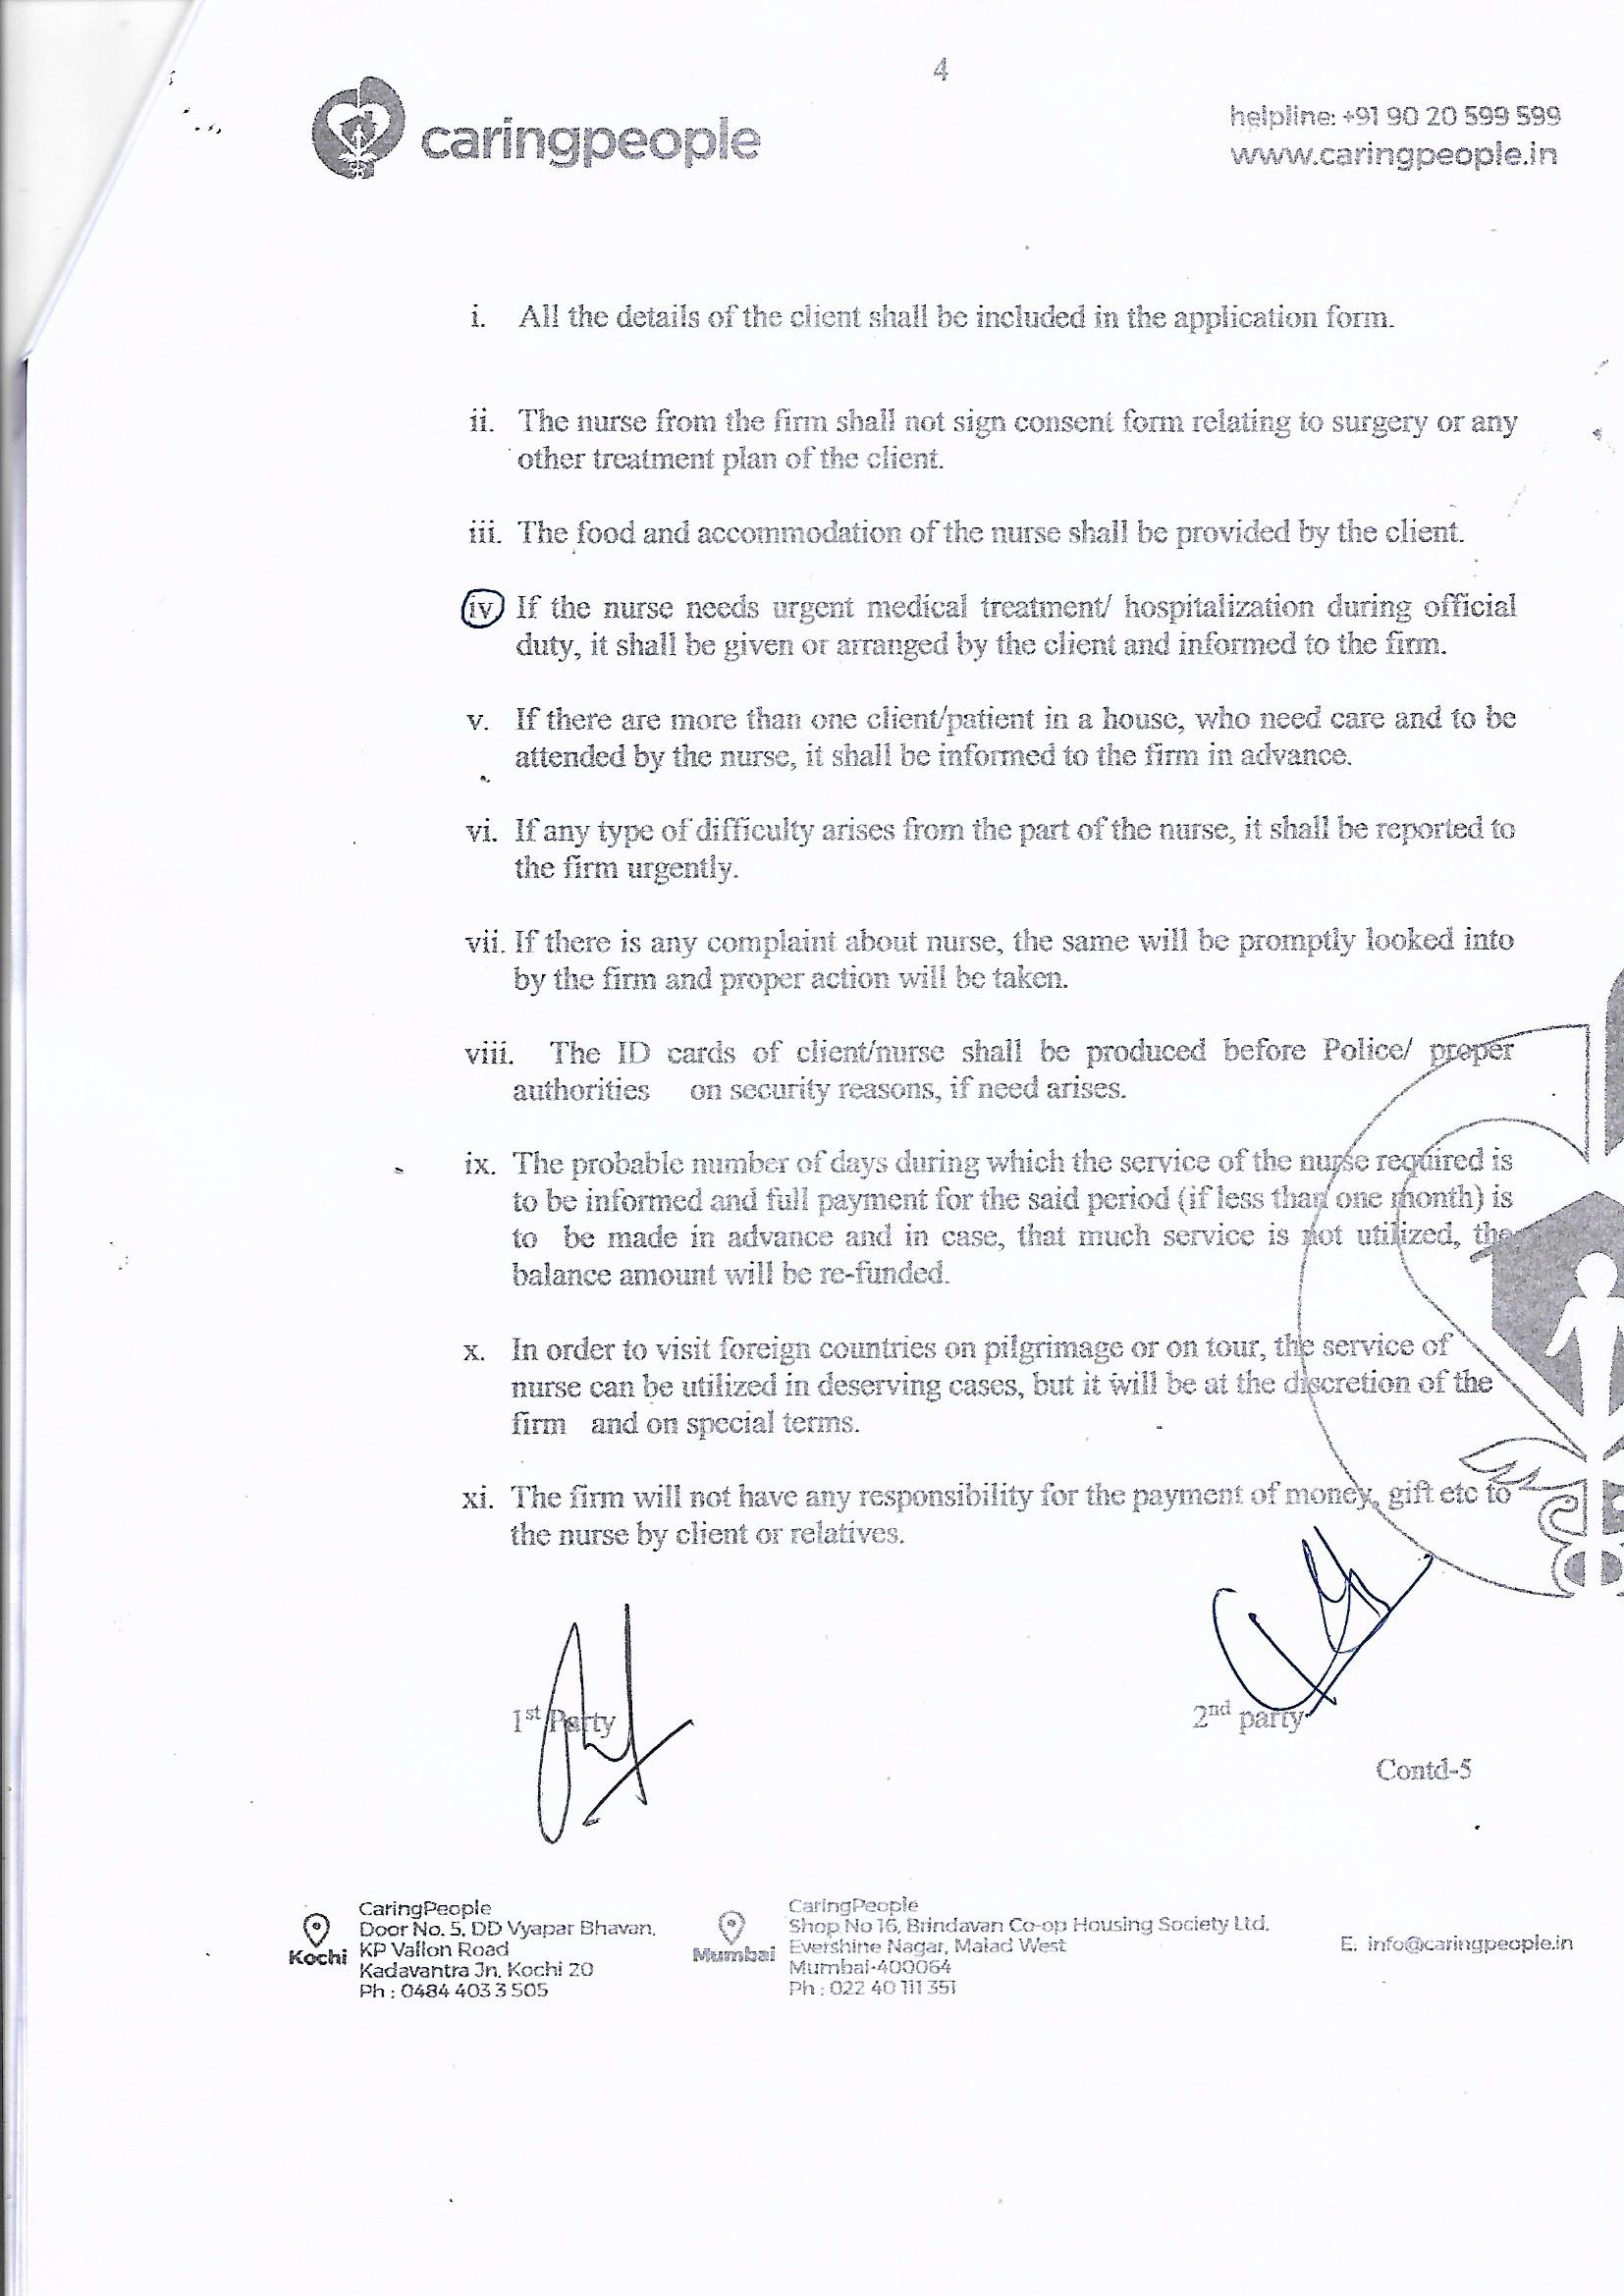 4
caringpeople
helpline: +91 90 20 599 599
www.caringpeople.in
i. All the details of the client shall be included in the application form.
ii. The nurse from the firm shall not sign consent form relating to surgery or any
other treatment plan of the client.
iii. The food and accommodation of the nurse shall be provided by the client.
iv If the nurse needs urgent medical treatment/ hospitalization during official
duty, it shall be given or arranged by the client and informed to the firm.
v. If there are more than one client/patient in a house, who need care and to be
attended by the nurse, it shall be informed to the firm in advance.
vi. If any type of difficulty arises from the part of the nurse, it shall be reported to
the firm urgently.
vii. If there is any complaint about nurse, the same will be promptly looked into
by the firm and proper action will be taken.
viii. The ID cards of client/nurse shall be produced before Police/ proper
authorities on security reasons, if need arises.
ix. The probable number of days during which the service of the nurse required is
to be informed and full payment for the said period (if less than one month) is
to be made in advance and in case, that much service is not utilized, the
balance amount will be re-funded.
x. In order to visit foreign countries on pilgrimage or on tour, the service of
nurse can be utilized in deserving cases, but it will be at the discretion of the
firm and on special terms.
xi. The firm will not have any responsibility for the payment of money, gift etc to
the nurse by client or relatives.
1st Party
2nd party
Contd-5
Kochi
CaringPeople
Door No. 5, DD Vyapar Bhavan,
KP Vallon Road
Kadavantra Jn, Kochi 20
Ph : 0484 403 3 505
Mumbai
CaringPeople
Shop No 16, Brindavan Co-op Housing Society Ltd.
Evershine Nagar, Malad West
Mumbai-400064
Ph : 022 40 111 351
E: info@caringpeople.in